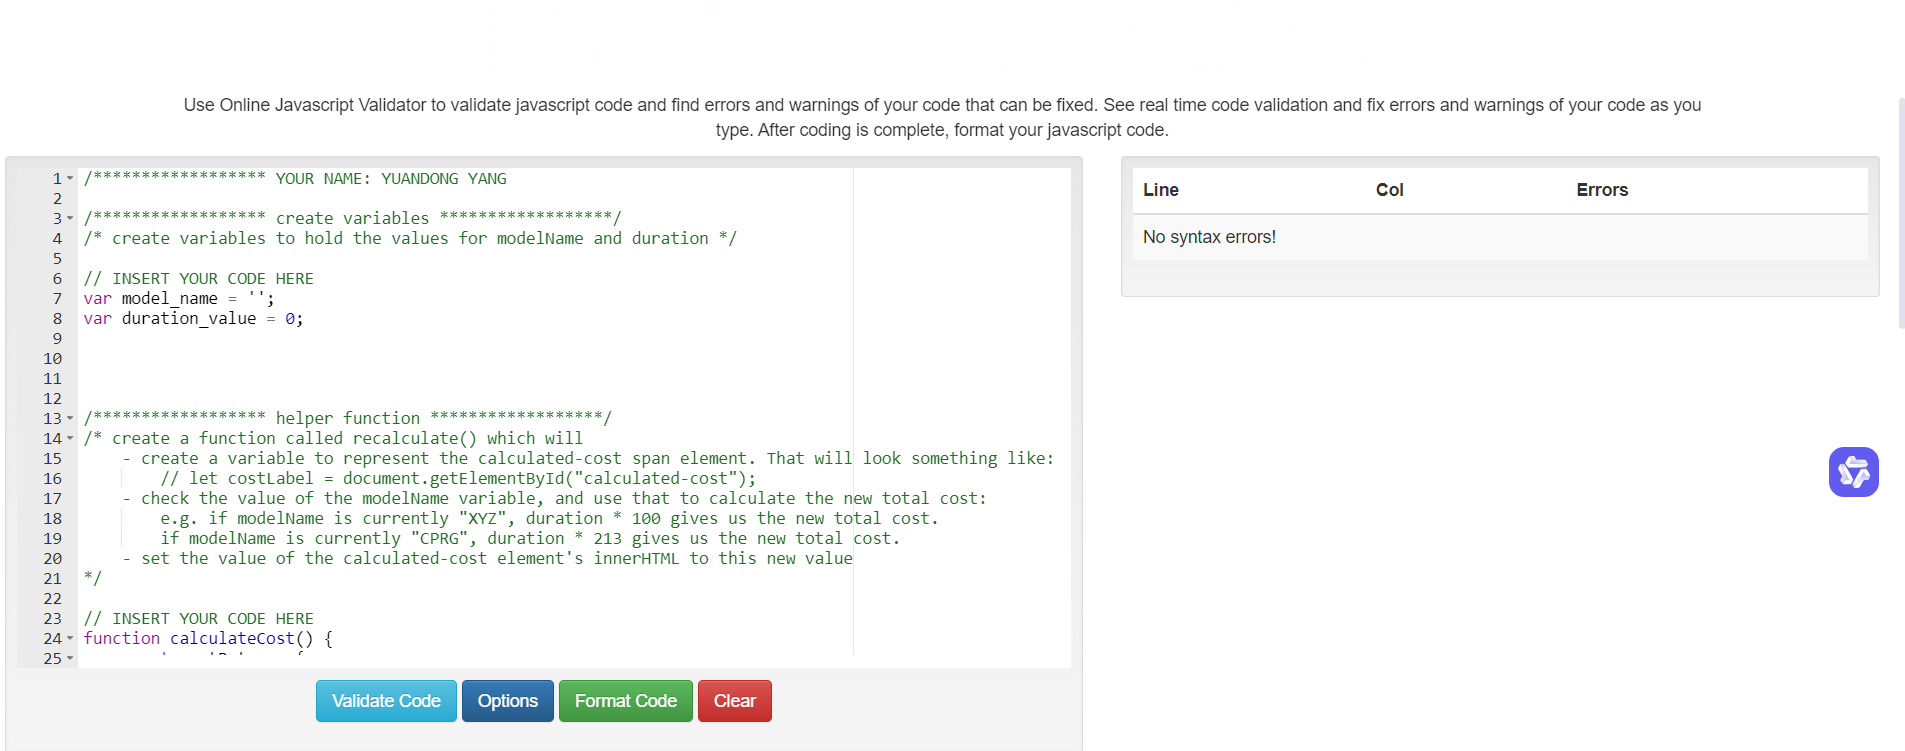 Use Online Javascript Validator to validate javascript code and find errors and warnings of your code that can be fixed. See real time code validation and fix errors and warnings of your code as you
type. After coding is complete, format your javascript code.
1 /****************** YOUR NAME: YUANDONG YANG
2
3 /****************** create variables ******************/
4 /* create variables to hold the values for modelName and duration */
5
6 // INSERT YOUR CODE HERE
7 var model_name = '';
8 var duration_value = 0;
9
10
11
12
13 /****************** helper function ******************/
14 /* create a function called recalculate() which will
15     - create a variable to represent the calculated-cost span element. That will look something like:
16         // let costLabel = document.getElementById("calculated-cost");
17     - check the value of the modelName variable, and use that to calculate the new total cost:
18         e.g. if modelName is currently "XYZ", duration * 100 gives us the new total cost.
19         if modelName is currently "CPRG", duration * 213 gives us the new total cost.
20     - set the value of the calculated-cost element's innerHTML to this new value
21 */
22
23 // INSERT YOUR CODE HERE
24 function calculateCost() {
25
Validate Code Options Format Code Clear
Line Col Errors
No syntax errors!